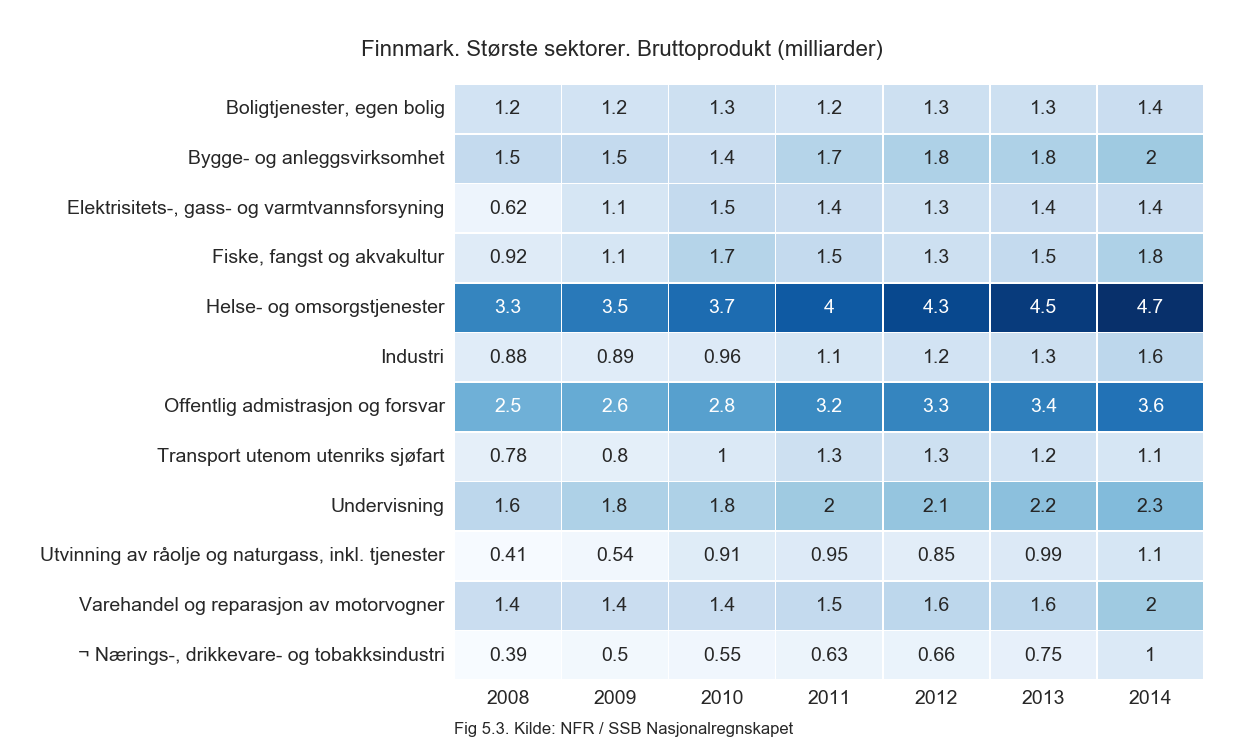 Finnmark. Største sektorer. Bruttoprodukt (milliarder)
Boligtjenester, egen bolig 1.2 1.2 1.3 1.2 1.3 1.3 1.4
Bygge- og anleggsvirksomhet 1.5 1.5 1.4 1.7 1.8 1.8 2
Elektrisitets-, gass- og varmtvannsforsyning 0.62 1.1 1.5 1.4 1.3 1.4 1.4
Fiske, fangst og akvakultur 0.92 1.1 1.7 1.5 1.3 1.5 1.8
Helse- og omsorgstjenester 3.3 3.5 3.7 4 4.3 4.5 4.7
Industri 0.88 0.89 0.96 1.1 1.2 1.3 1.6
Offentlig admistrasjon og forsvar 2.5 2.6 2.8 3.2 3.3 3.4 3.6
Transport utenom utenriks sjøfart 0.78 0.8 1 1.3 1.3 1.2 1.1
Undervisning 1.6 1.8 1.8 2 2.1 2.2 2.3
Utvinning av råolje og naturgass, inkl. tjenester 0.41 0.54 0.91 0.95 0.85 0.99 1.1
Varehandel og reparasjon av motorvogner 1.4 1.4 1.4 1.5 1.6 1.6 2
¬ Nærings-, drikkevare- og tobakksindustri 0.39 0.5 0.55 0.63 0.66 0.75 1
2008 2009 2010 2011 2012 2013 2014
Fig 5.3. Kilde: NFR / SSB Nasjonalregnskapet